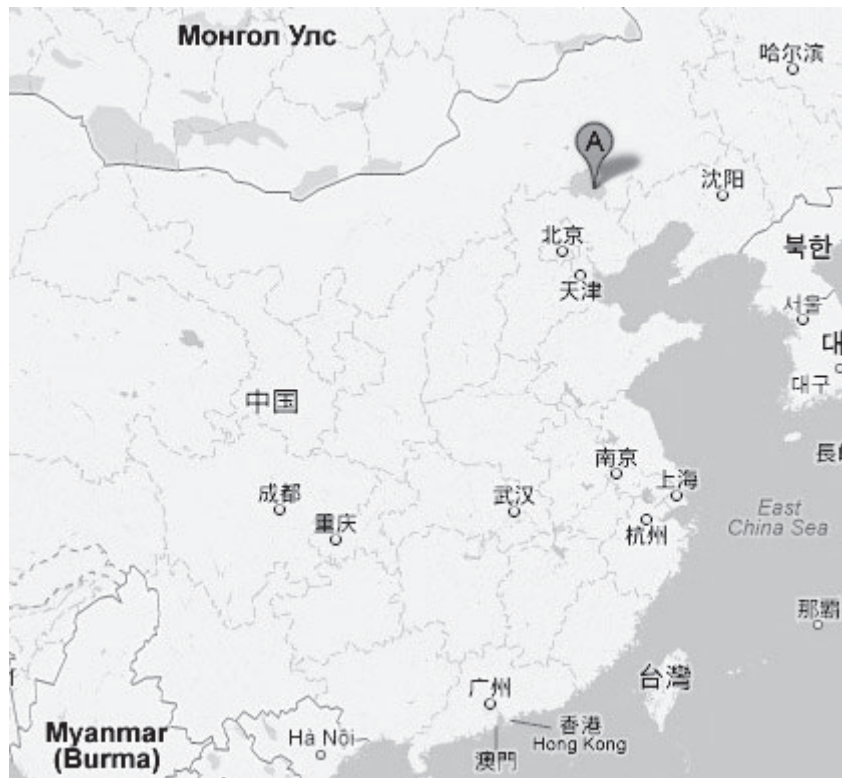 Монгол Улс
哈尔滨
A
沈阳
北京
북한
天津
서울
대
대구
中国
南京
上海
長
成都
武汉
重庆
杭州
East
China Sea
那覇
台灣
广州
香港
Hong Kong
澳門
Hà Nội
Myanmar
(Burma)